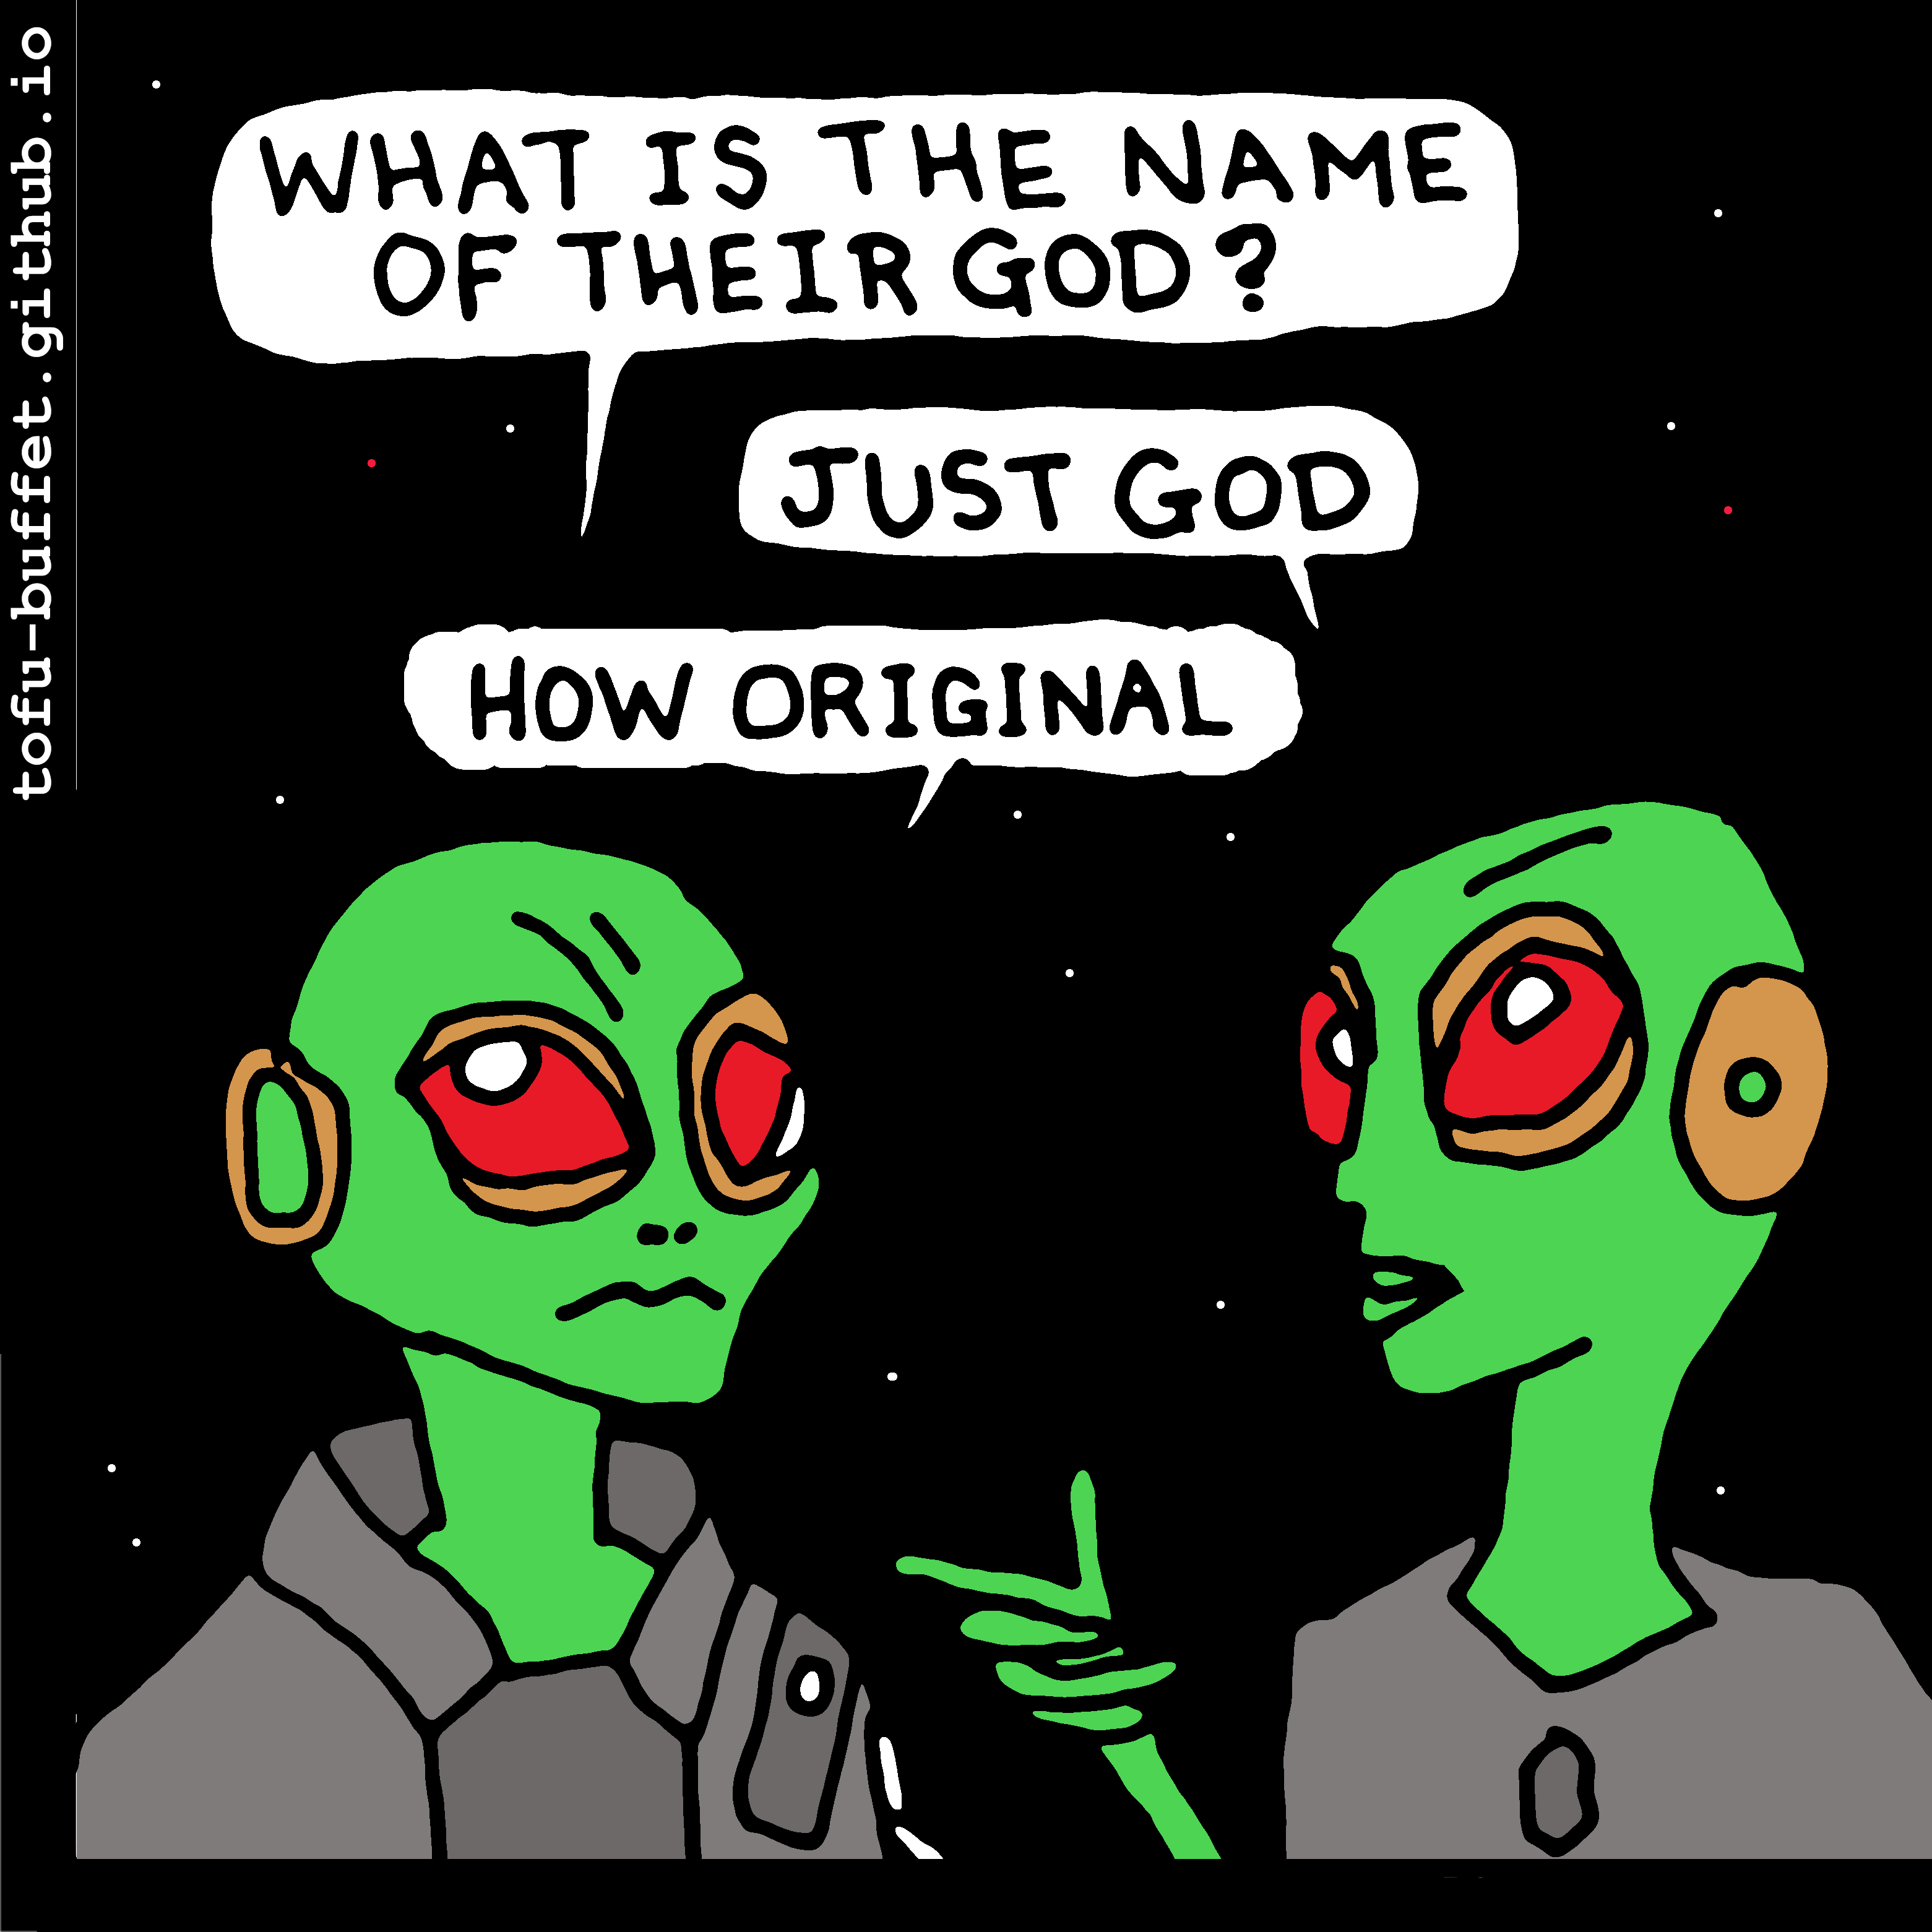 tofu-buffet.github.io
WHAT IS THE NAME
OF THEIR GOD?
JUST GOD
HOW ORIGINAL